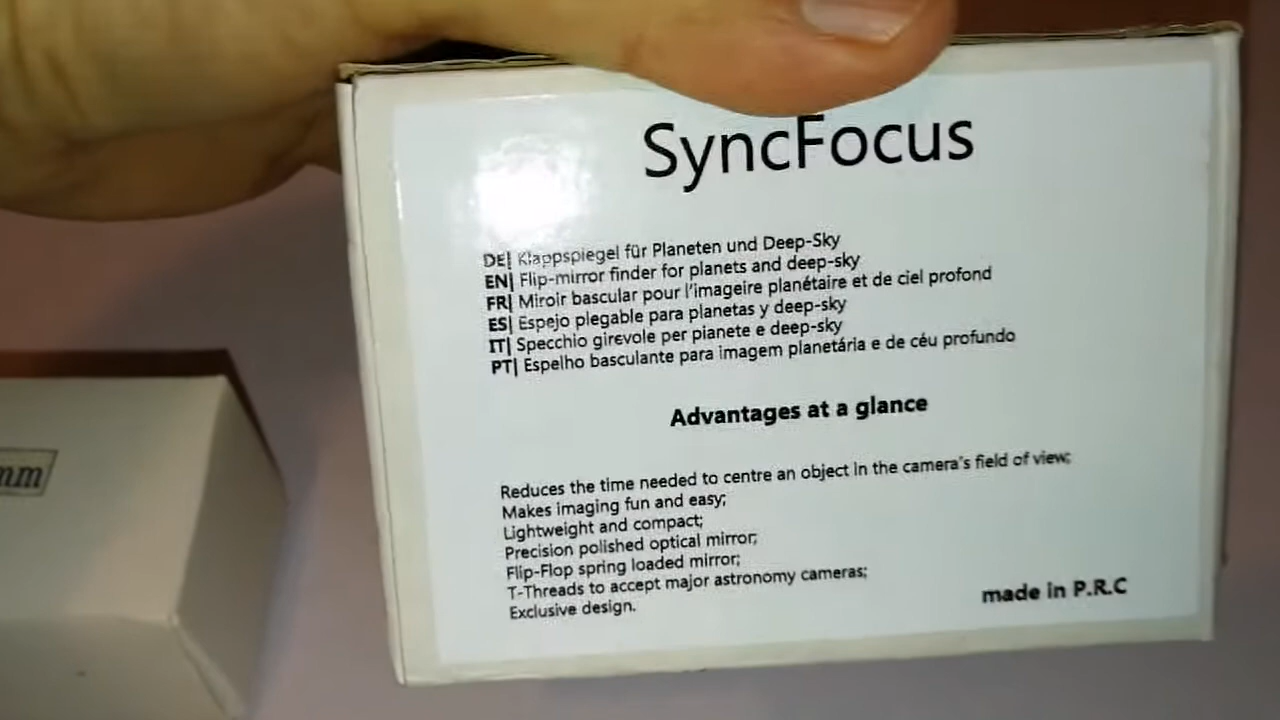 SyncFocus
DE| Klappspiegel für Planeten und Deep-Sky
EN| Flip-mirror finder for planets and deep-sky
FR| Miroir bascular pour l'imageire planétaire et de ciel profond
ES| Espejo plegable para planetas y deep-sky
IT| Specchio girevole per pianete e deep-sky
PT| Espelho basculante para imagem planetária e de céu profundo
Advantages at a glance
Reduces the time needed to centre an object in the camera's field of view;
Makes imaging fun and easy;
Lightweight and compact;
Precision polished optical mirror;
Flip-Flop spring loaded mirror;
T-Threads to accept major astronomy cameras;
Exclusive design.
made in P.R.C
mm